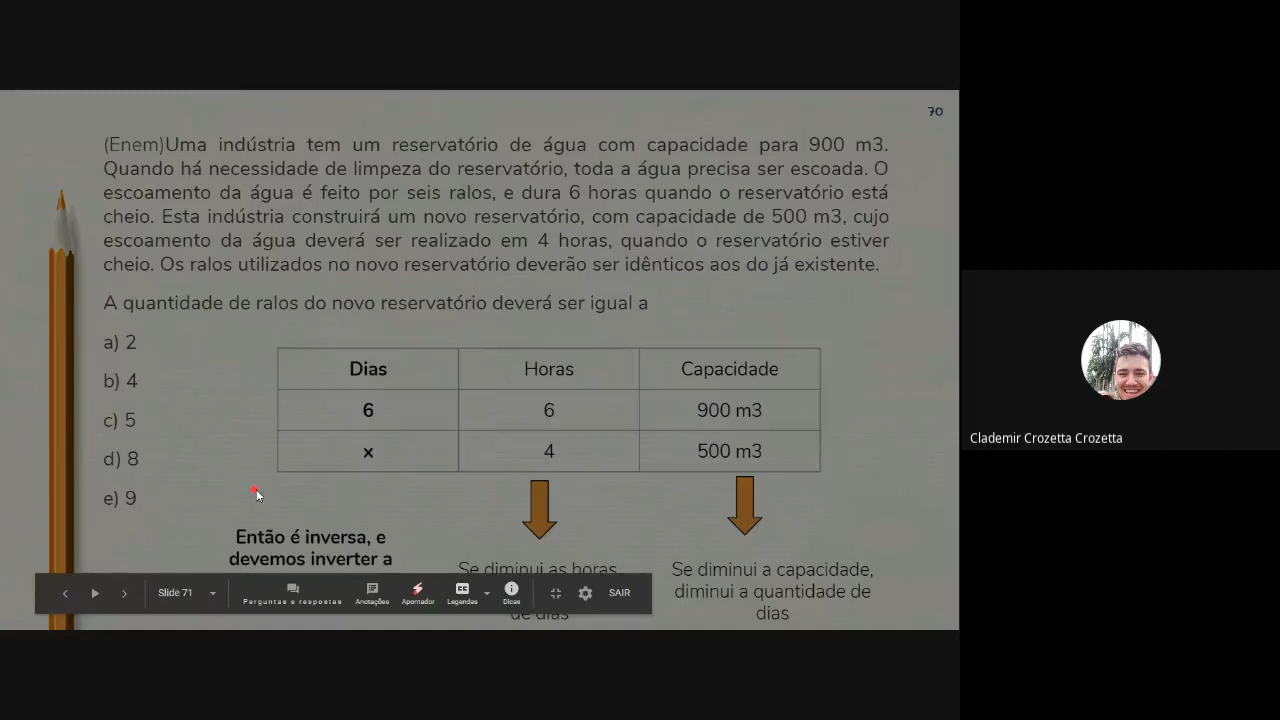 70
(Enem)Uma indústria tem um reservatório de água com capacidade para 900 m3.
Quando há necessidade de limpeza do reservatório, toda a água precisa ser escoada. O
escoamento da água é feito por seis ralos, e dura 6 horas quando o reservatório está
cheio. Esta indústria construirá um novo reservatório, com capacidade de 500 m3, cujo
escoamento da água deverá ser realizado em 4 horas, quando o reservatório estiver
cheio. Os ralos utilizados no novo reservatório deverão ser idênticos aos do já existente.
A quantidade de ralos do novo reservatório deverá ser igual a
a) 2
b) 4
c) 5
d) 8
e) 9
Dias Horas Capacidade
6 6 900 m3
x 4 500 m3
Então é inversa, e
devemos inverter a
Se diminui as horas,
de dias
Se diminui a capacidade,
diminui a quantidade de
dias
Slide 71
Perguntas e respostas
Anotações
Apontador
Legendas
Dicas
SAIR
Clademir Crozetta Crozetta